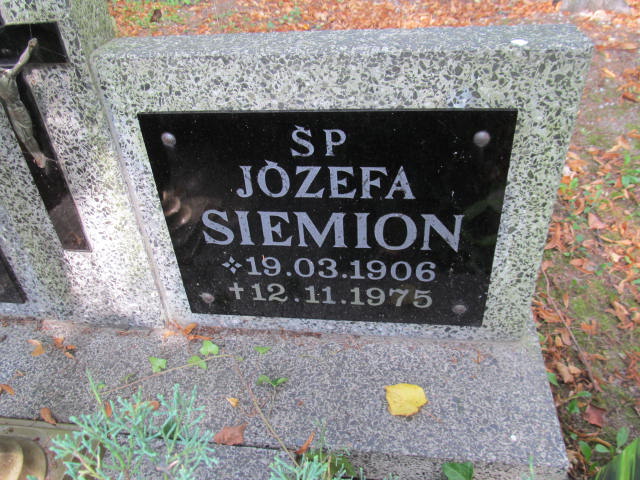 ŚP
JÓZEFA
SIEMION
19.03.1906
†12.11.1975